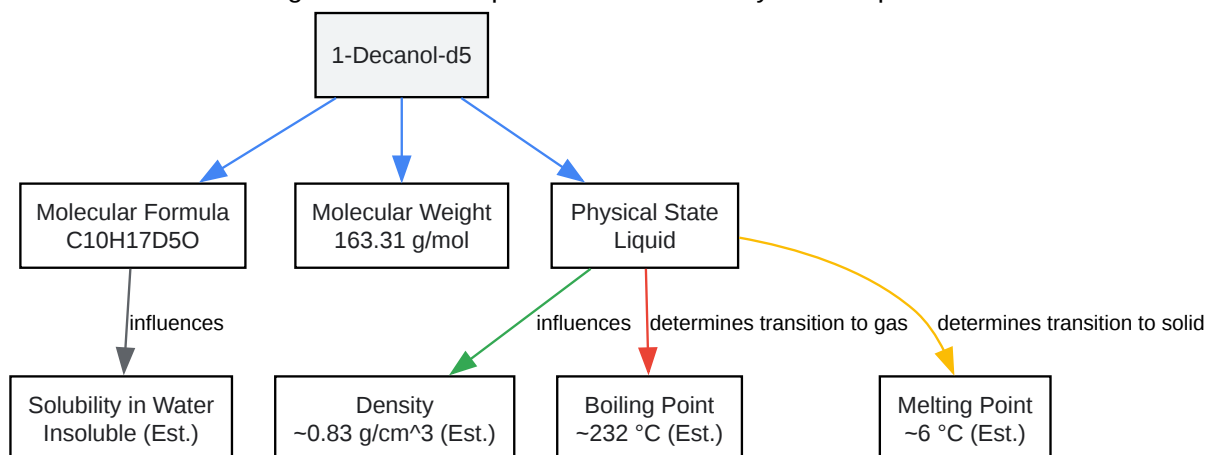 1-Decanol-d5
Molecular Formula
C10H17D5O
Molecular Weight
163.31 g/mol
Physical State
Liquid
influences
influences
determines transition to gas
determines transition to solid
Solubility in Water
Insoluble (Est.)
Density
~0.83 g/cm^3 (Est.)
Boiling Point
~232 °C (Est.)
Melting Point
~6 °C (Est.)